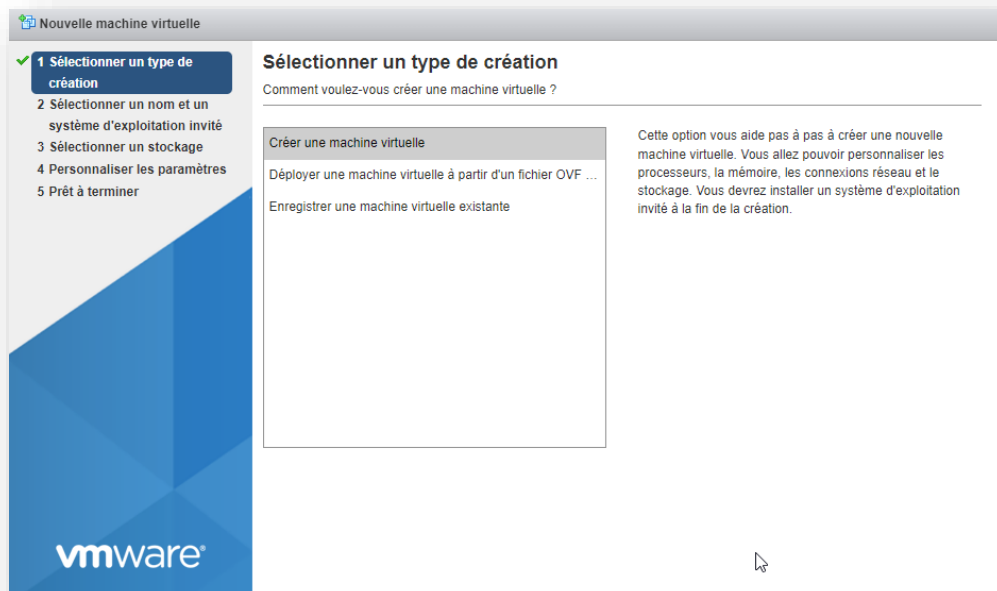 Nouvelle machine virtuelle
1 Sélectionner un type de
création
2 Sélectionner un nom et un
système d'exploitation invité
3 Sélectionner un stockage
4 Personnaliser les paramètres
5 Prêt à terminer
vmware®
Sélectionner un type de création
Comment voulez-vous créer une machine virtuelle ?
Créer une machine virtuelle
Déployer une machine virtuelle à partir d'un fichier OVF ...
Enregistrer une machine virtuelle existante
Cette option vous aide pas à pas à créer une nouvelle
machine virtuelle. Vous allez pouvoir personnaliser les
processeurs, la mémoire, les connexions réseau et le
stockage. Vous devrez installer un système d'exploitation
invité à la fin de la création.